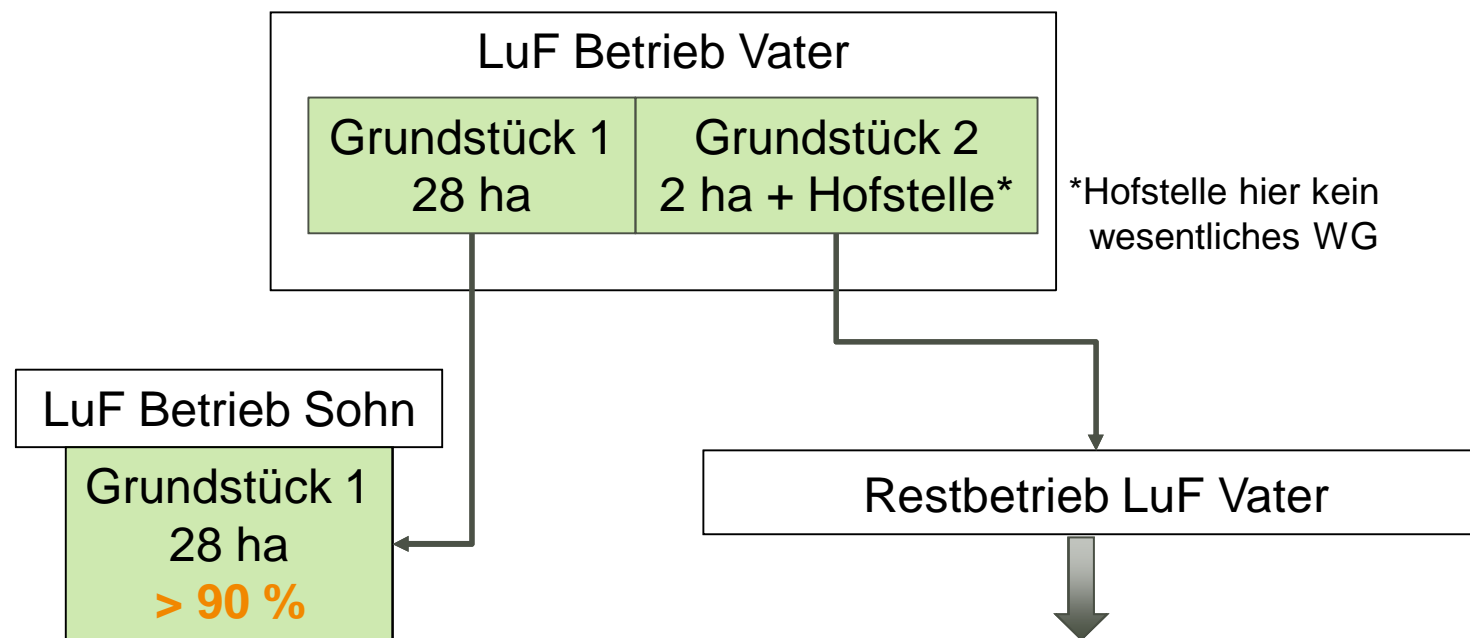 LuF Betrieb Vater
Grundstück 1
28 ha
Grundstück 2
2 ha + Hofstelle*
*Hofstelle hier kein
wesentliches WG
LuF Betrieb Sohn
Grundstück 1
28 ha
> 90 %
Restbetrieb LuF Vater